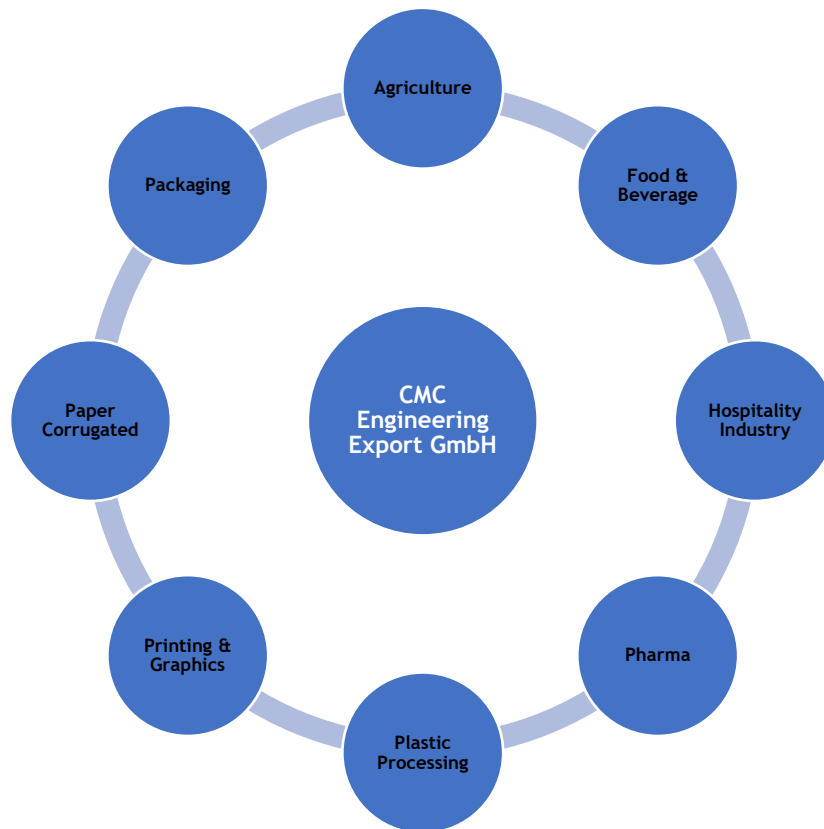 Agriculture
Food &
Beverage
Hospitality
Industry
Pharma
Plastic
Processing
Printing &
Graphics
Paper
Corrugated
Packaging
CMC
Engineering
Export GmbH